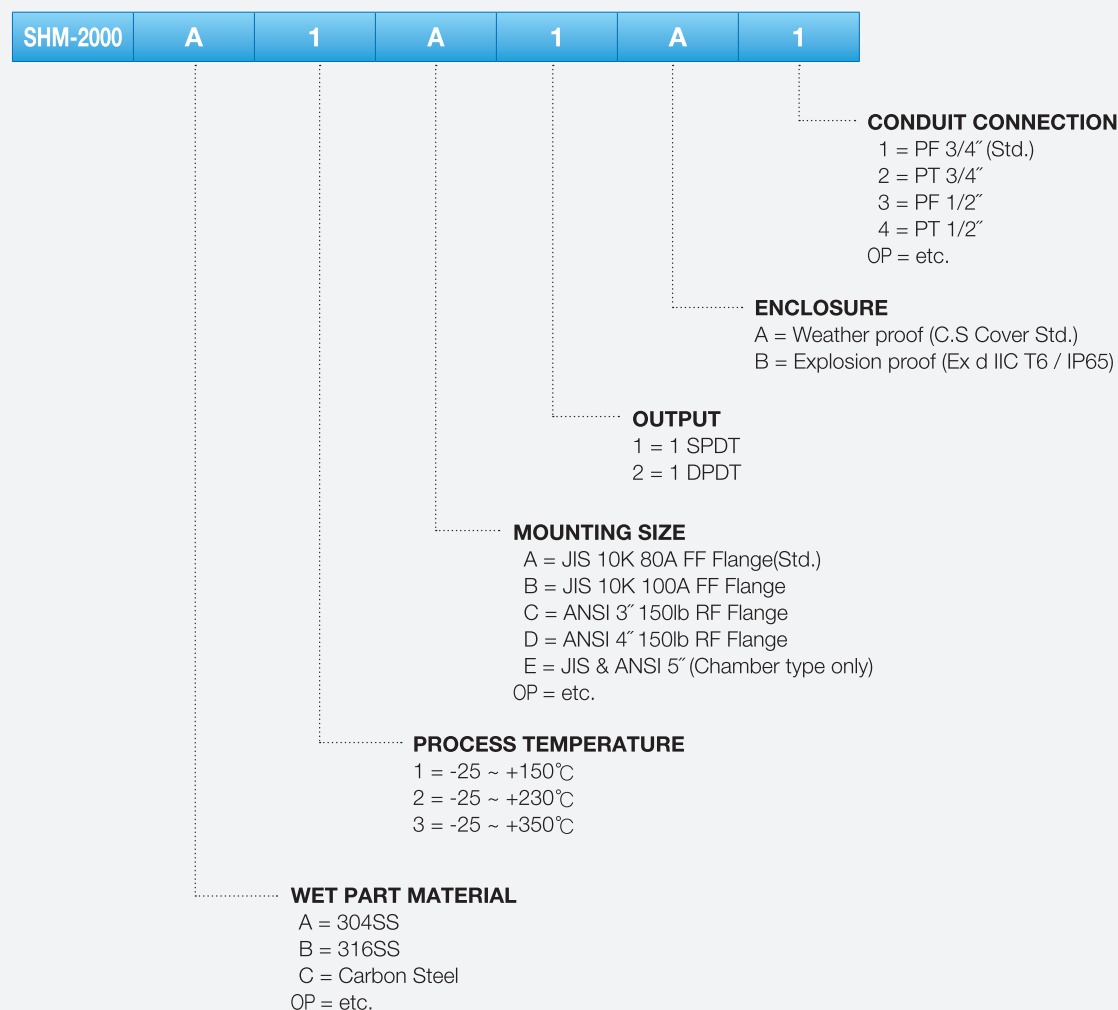 SHM-2000 A 1 A 1 A 1
CONDUIT CONNECTION
1 = PF 3/4˝ (Std.)
2 = PT 3/4˝
3 = PF 1/2˝
4 = PT 1/2˝
OP = etc.
ENCLOSURE
A = Weather proof (C.S Cover Std.)
B = Explosion proof (Ex d IIC T6 / IP65)
OUTPUT
1 = 1 SPDT
2 = 1 DPDT
MOUNTING SIZE
A = JIS 10K 80A FF Flange(Std.)
B = JIS 10K 100A FF Flange
C = ANSI 3˝ 150lb RF Flange
D = ANSI 4˝ 150lb RF Flange
E = JIS & ANSI 5˝ (Chamber type only)
OP = etc.
PROCESS TEMPERATURE
1 = -25 ~ +150℃
2 = -25 ~ +230℃
3 = -25 ~ +350℃
WET PART MATERIAL
A = 304SS
B = 316SS
C = Carbon Steel
OP = etc.